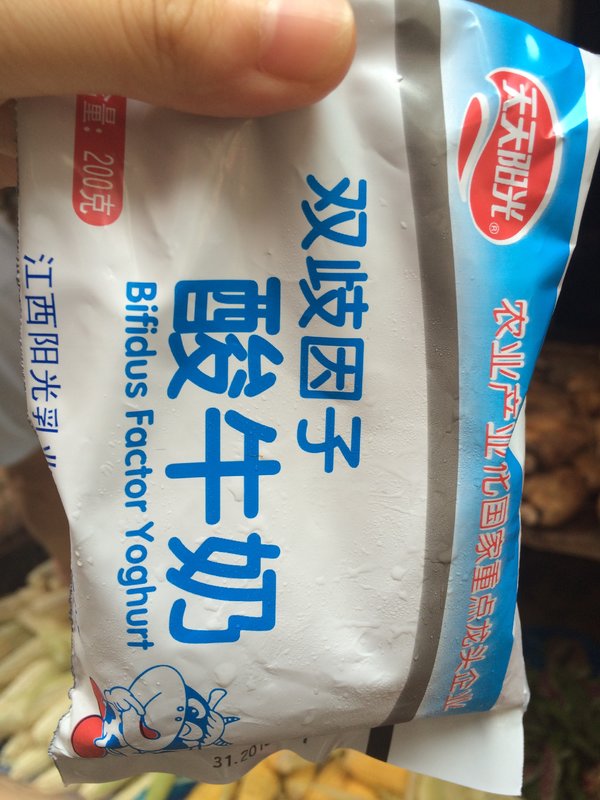 天天阳光®
农业产业化国家重点龙头企业
双歧因子
酸牛奶
Bifidus Factor Yoghurt
量: 200克
江西阳光乳业